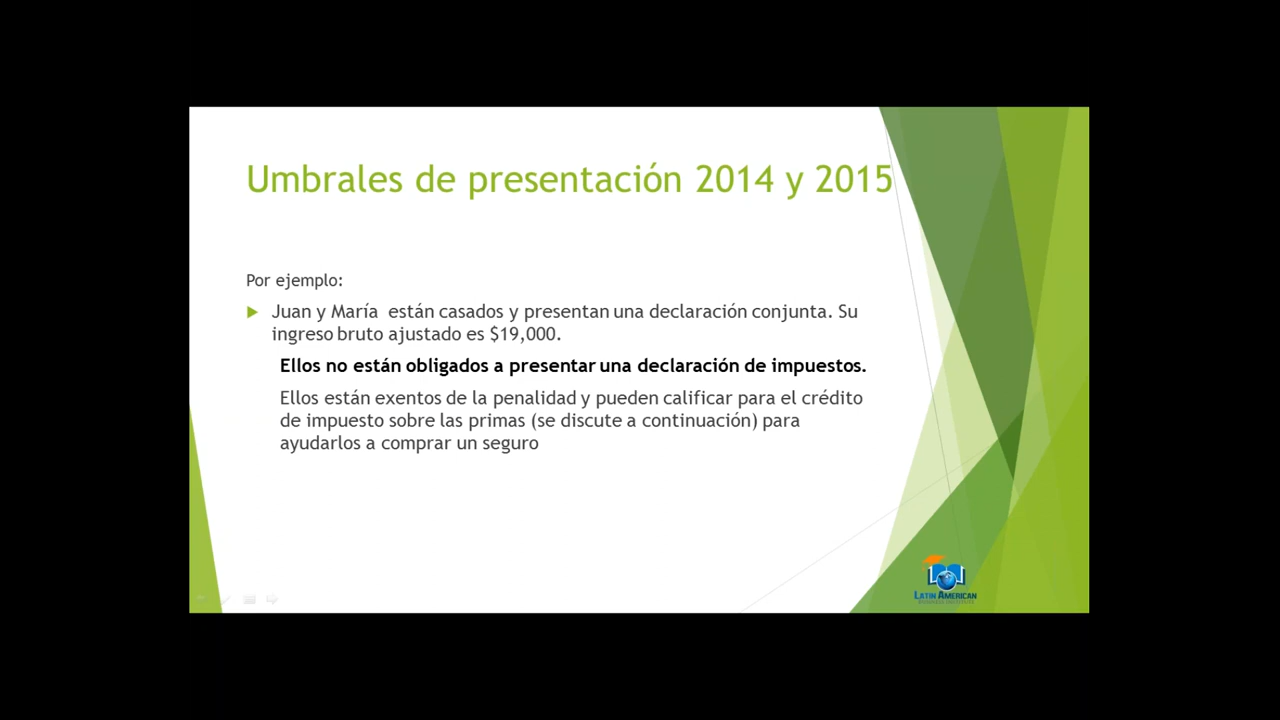 Umbrales de presentación 2014 y 2015
Por ejemplo:
Juan y María están casados y presentan una declaración conjunta. Su
ingreso bruto ajustado es $19,000.
Ellos no están obligados a presentar una declaración de impuestos.
Ellos están exentos de la penalidad y pueden calificar para el crédito
de impuesto sobre las primas (se discute a continuación) para
ayudarlos a comprar un seguro
LATIN AMERICAN